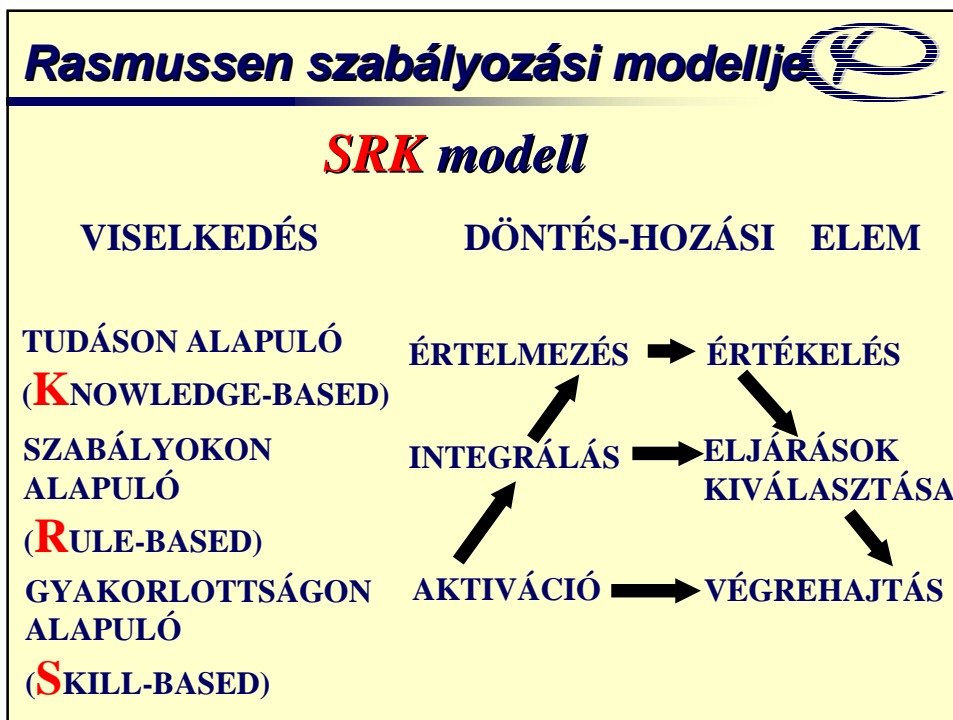 Rasmussen szabályozási modellje
SRK modell
VISELKEDÉS
DÖNTÉS-HOZÁSI ELEM
TUDÁSON ALAPULÓ
(KNOWLEDGE-BASED)
ÉRTELMEZÉS
ÉRTÉKELÉS
SZABÁLYOKON
ALAPULÓ
(RULE-BASED)
INTEGRÁLÁS
ELJÁRÁSOK
KIVÁLASZTÁSA
GYAKORLOTTSÁGON
ALAPULÓ
(SKILL-BASED)
AKTIVÁCIÓ
VÉGREHAJTÁS